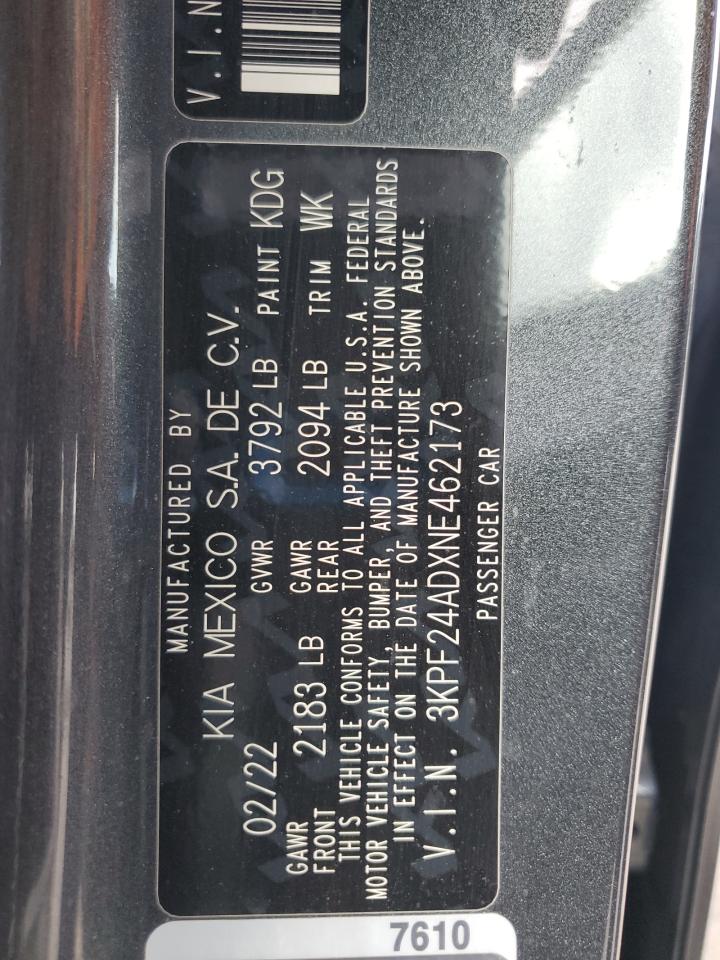 V.I.N
MANUFACTURED BY
KIA MEXICO S.A. DE C.V.
02/22 GVWR 3792 LB PAINT KDG
GAWR FRONT 2183 LB GAWR REAR 2094 LB TRIM WK
THIS VEHICLE CONFORMS TO ALL APPLICABLE U.S.A. FEDERAL
MOTOR VEHICLE SAFETY, BUMPER, AND THEFT PREVENTION STANDARDS
IN EFFECT ON THE DATE OF MANUFACTURE SHOWN ABOVE.
V.I.N. 3KPF24ADXNE462173
PASSENGER CAR
7610